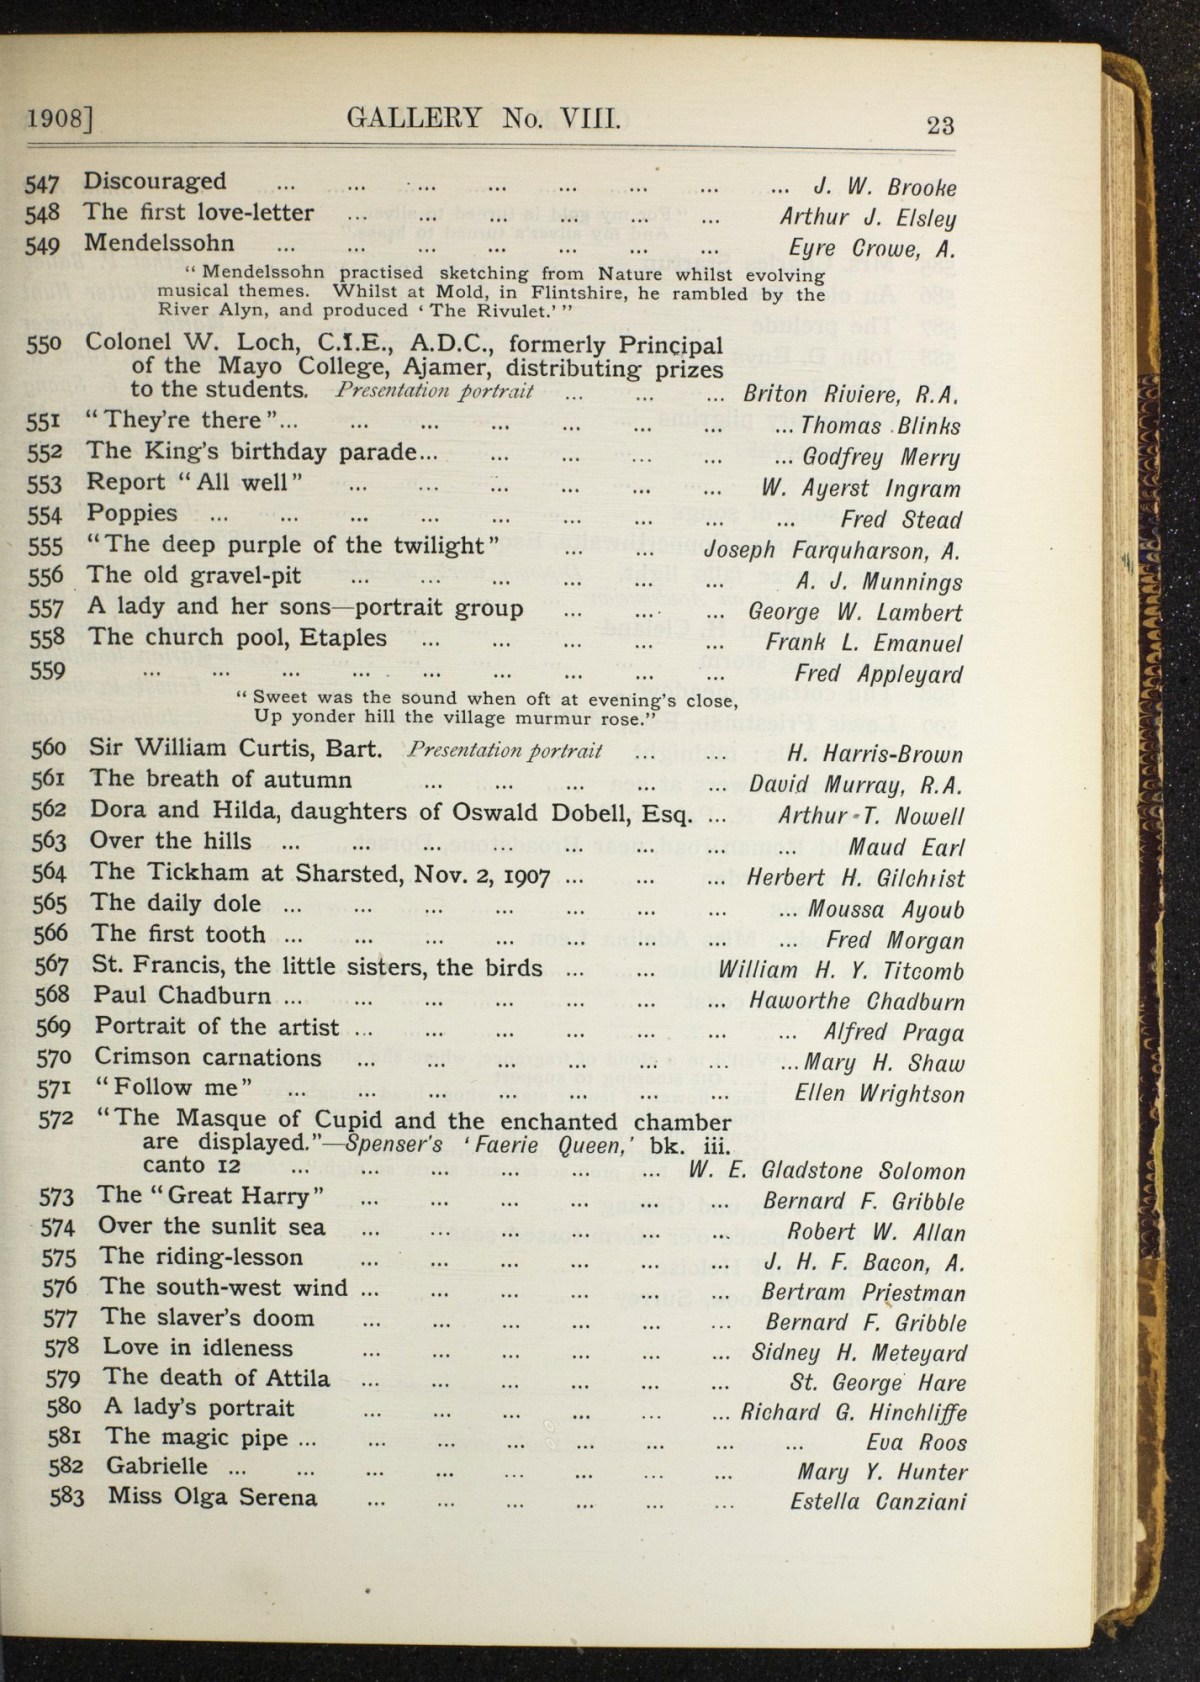 1908] GALLERY No. VIII. 23
547 Discouraged ... ... ... ... ... ... ... ... J. W. Brooke
548 The first love-letter ... ... ... ... ... ... Arthur J. Elsley
549 Mendelssohn ... ... ... ... ... ... ... Eyre Crowe, A.
“ Mendelssohn practised sketching from Nature whilst evolving
musical themes. Whilst at Mold, in Flintshire, he rambled by the
River Alyn, and produced ‘ The Rivulet.’ ”
550 Colonel W. Loch, C.I.E., A.D.C., formerly Principal
of the Mayo College, Ajamer, distributing prizes
to the students. Presentation portrait ... ... ... Briton Riviere, R.A.
551 “They’re there”... ... ... ... ... ... ... ... Thomas Blinks
552 The King’s birthday parade... ... ... ... ... ... Godfrey Merry
553 Report “All well” ... ... ... ... ... ... W. Ayerst Ingram
554 Poppies ... ... ... ... ... ... ... ... ... Fred Stead
555 “The deep purple of the twilight” ... ... Joseph Farquharson, A.
556 The old gravel-pit ... ... ... ... ... ... A. J. Munnings
557 A lady and her sons—portrait group ... ... ... George W. Lambert
558 The church pool, Etaples ... ... ... ... ... Frank L. Emanuel
559 ... ... ... ... ... ... ... ... ... Fred Appleyard
“ Sweet was the sound when oft at evening’s close,
Up yonder hill the village murmur rose.”
560 Sir William Curtis, Bart. Presentation portrait ... ... H. Harris-Brown
561 The breath of autumn ... ... ... ... ... David Murray, R.A.
562 Dora and Hilda, daughters of Oswald Dobell, Esq. ... Arthur T. Nowell
563 Over the hills ... ... ... ... ... ... ... ... Maud Earl
564 The Tickham at Sharsted, Nov. 2, 1907 ... ... ... Herbert H. Gilchrist
565 The daily dole ... ... ... ... ... ... ... ... Moussa Ayoub
566 The first tooth ... ... ... ... ... ... ... ... Fred Morgan
567 St. Francis, the little sisters, the birds ... ... William H. Y. Titcomb
568 Paul Chadburn ... ... ... ... ... ... ... Haworthe Chadburn
569 Portrait of the artist ... ... ... ... ... ... ... Alfred Praga
570 Crimson carnations ... ... ... ... ... ... ... Mary H. Shaw
571 “Follow me” ... ... ... ... ... ... ... Ellen Wrightson
572 “The Masque of Cupid and the enchanted chamber
are displayed.”—Spenser’s ‘Faerie Queen,’ bk. iii.
canto 12 ... ... ... ... ... ... W. E. Gladstone Solomon
573 The “Great Harry” ... ... ... ... ... ... Bernard F. Gribble
574 Over the sunlit sea ... ... ... ... ... ... Robert W. Allan
575 The riding-lesson ... ... ... ... ... ... J. H. F. Bacon, A.
576 The south-west wind ... ... ... ... ... ... Bertram Priestman
577 The slaver’s doom ... ... ... ... ... ... Bernard F. Gribble
578 Love in idleness ... ... ... ... ... ... Sidney H. Meteyard
579 The death of Attila ... ... ... ... ... ... St. George Hare
580 A lady’s portrait ... ... ... ... ... ... Richard G. Hinchliffe
581 The magic pipe ... ... ... ... ... ... ... ... Eva Roos
582 Gabrielle ... ... ... ... ... ... ... ... Mary Y. Hunter
583 Miss Olga Serena ... ... ... ... ... ... Estella Canziani